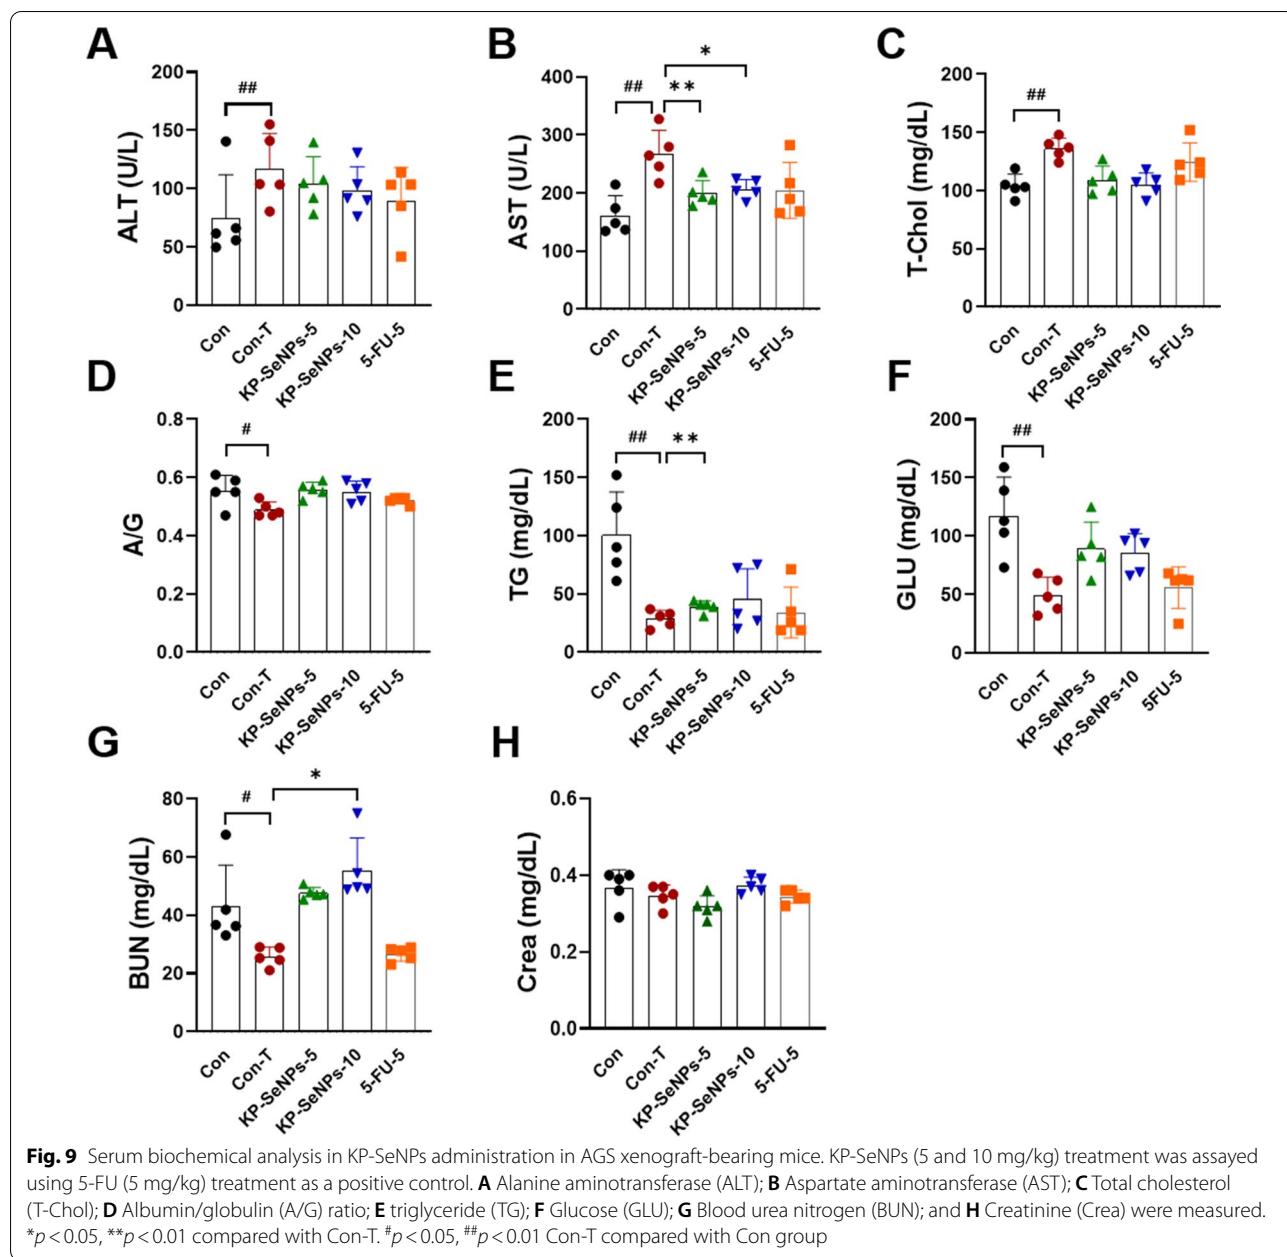 A
ALT (U/L)
200
150
100
50
0
##
Con
Con-T
KP-SeNPs-5
KP-SeNPs-10
5-FU-5
B
AST (U/L)
400
300
200
100
0
##
**
*
Con
Con-T
KP-SeNPs-5
KP-SeNPs-10
5-FU-5
C
T-Chol (mg/dL)
200
150
100
50
0
##
Con
Con-T
KP-SeNPs-5
KP-SeNPs-10
5-FU-5
D
A/G
0.8
0.6
0.4
0.2
0.0
#
Con
Con-T
KP-SeNPs-5
KP-SeNPs-10
5-FU-5
E
TG (mg/dL)
200
150
100
50
0
##
**
Con
Con-T
KP-SeNPs-5
KP-SeNPs-10
5-FU-5
F
GLU (mg/dL)
200
150
100
50
0
##
Con
Con-T
KP-SeNPs-5
KP-SeNPs-10
5FU-5
G
BUN (mg/dL)
80
60
40
20
0
#
*
Con
Con-T
KP-SeNPs-5
KP-SeNPs-10
5-FU-5
H
Crea (mg/dL)
0.6
0.4
0.2
0.0
Con
Con-T
KP-SeNPs-5
KP-SeNPs-10
5-FU-5
Fig. 9 Serum biochemical analysis in KP-SeNPs administration in AGS xenograft-bearing mice. KP-SeNPs (5 and 10 mg/kg) treatment was assayed
using 5-FU (5 mg/kg) treatment as a positive control. A Alanine aminotransferase (ALT); B Aspartate aminotransferase (AST); C Total cholesterol
(T-Chol); D Albumin/globulin (A/G) ratio; E triglyceride (TG); F Glucose (GLU); G Blood urea nitrogen (BUN); and H Creatinine (Crea) were measured.
*p < 0.05, **p < 0.01 compared with Con-T. #p < 0.05, ##p < 0.01 Con-T compared with Con group